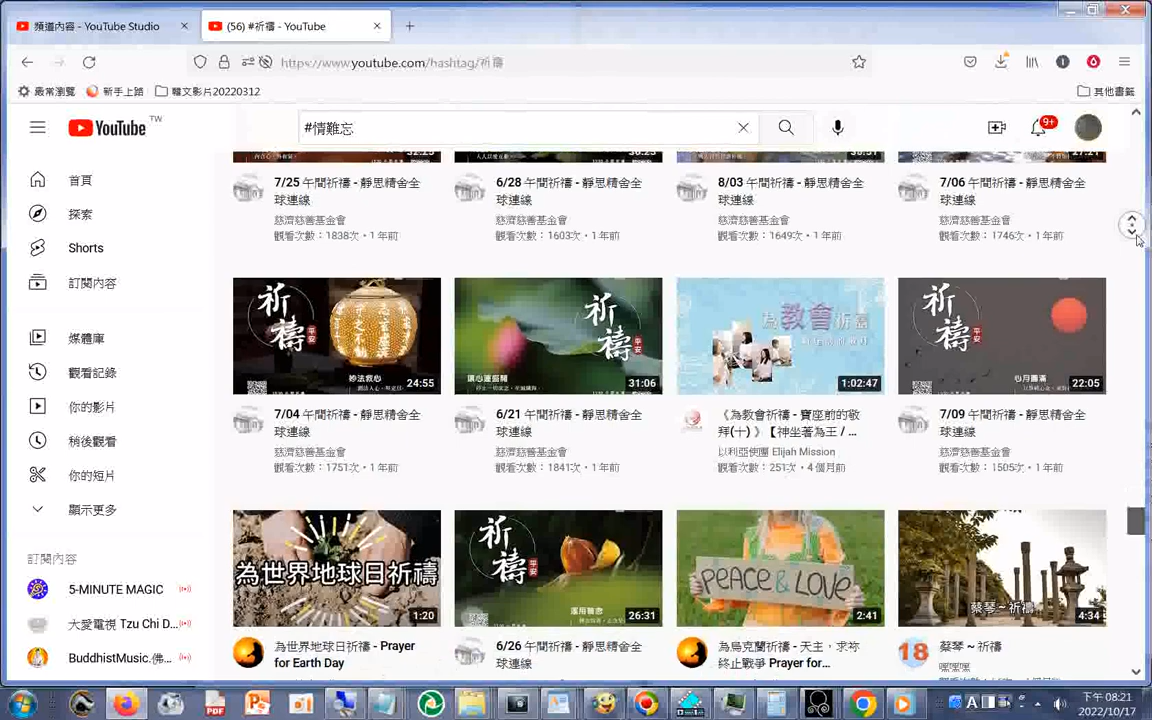 頻道內容 - YouTube Studio
(56) #祈禱 - YouTube
https://www.youtube.com/hashtag/祈禱
最常瀏覽
新手上路
韓文影片20220312
其他書籤
YouTube TW
#情難忘
9+
首頁
探索
Shorts
訂閱內容
媒體庫
觀看記錄
你的影片
稍後觀看
你的短片
顯示更多
訂閱內容
5-MINUTE MAGIC
大愛電視 Tzu Chi D...
BuddhistMusic.佛...
7/25 午間祈禱 - 靜思精舍全
球連線
慈濟慈善基金會
觀看次數：1838次 · 1 年前
6/28 午間祈禱 - 靜思精舍全
球連線
慈濟慈善基金會
觀看次數：1603次 · 1 年前
8/03 午間祈禱 - 靜思精舍全
球連線
慈濟慈善基金會
觀看次數：1649次 · 1 年前
7/06 午間祈禱 - 靜思精舍全
球連線
慈濟慈善基金會
觀看次數：1746次 · 1 年前
祈禱
平安
妙法救心
24:55
7/04 午間祈禱 - 靜思精舍全
球連線
慈濟慈善基金會
觀看次數：1751次 · 1 年前
祈禱
平安
31:06
6/21 午間祈禱 - 靜思精舍全
球連線
慈濟慈善基金會
觀看次數：1841次 · 1 年前
為教會祈禱
1:02:47
《為教會祈禱 - 寶座前的敬
拜(十) 》【神坐著為王 / ...
以利亞使團 Elijah Mission
觀看次數：251次 · 4 個月前
祈禱
平安
心月圓滿
22:05
7/09 午間祈禱 - 靜思精舍全
球連線
慈濟慈善基金會
觀看次數：1505次 · 1 年前
為世界地球日祈禱
1:20
為世界地球日祈禱 - Prayer
for Earth Day
祈禱
平安
26:31
6/26 午間祈禱 - 靜思精舍全
球連線
PEACE & LOVE
2:41
為烏克蘭祈禱 - 天主，求祢
終止戰爭 Prayer for...
蔡琴~祈禱
4:34
18
蔡琴 ~ 祈禱
嘿嘿嘿
下午 08:21
2022/10/17